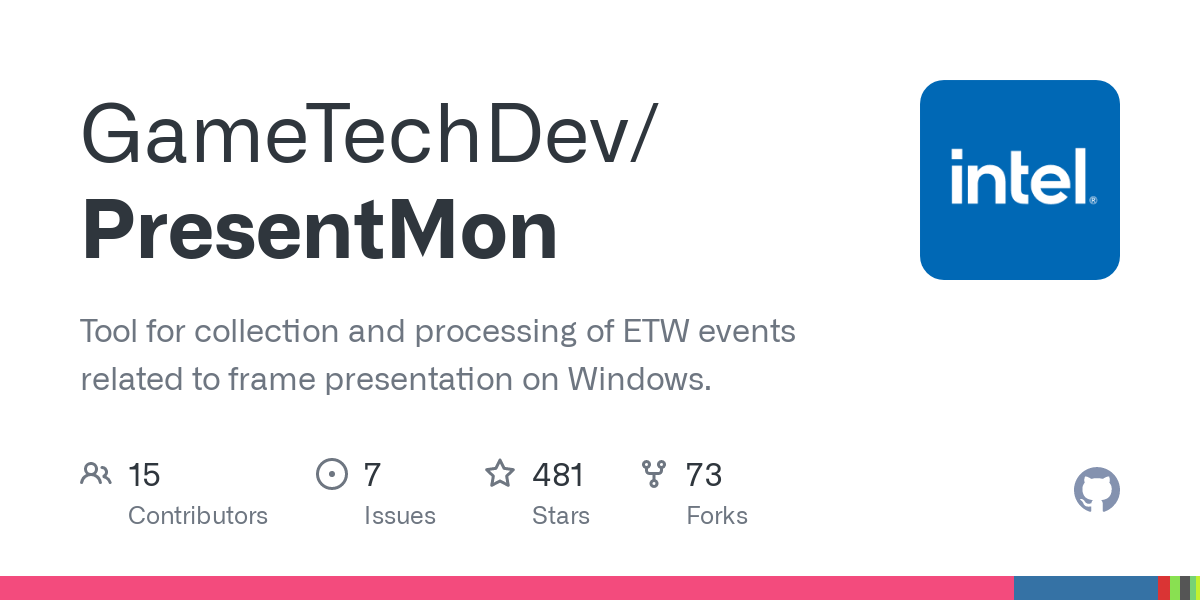 GameTechDev/
PresentMon
intel®
Tool for collection and processing of ETW events
related to frame presentation on Windows.
15
Contributors
7
Issues
481
Stars
73
Forks